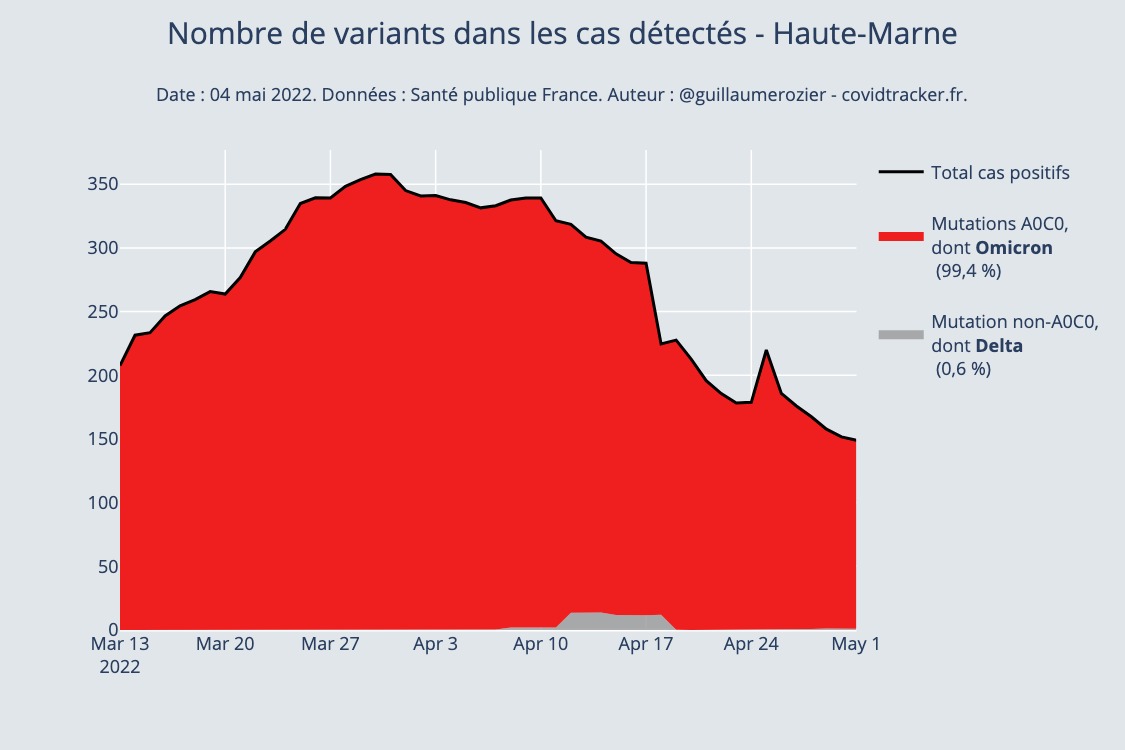 Nombre de variants dans les cas détectés - Haute-Marne
Date : 04 mai 2022. Données : Santé publique France. Auteur : @guillaumerozier - covidtracker.fr.
350
300
250
200
150
100
50
0
Mar 13
2022
Mar 20
Mar 27
Apr 3
Apr 10
Apr 17
Apr 24
May 1
Total cas positifs
Mutations A0C0,
dont Omicron
(99,4 %)
Mutation non-A0C0,
dont Delta
(0,6 %)